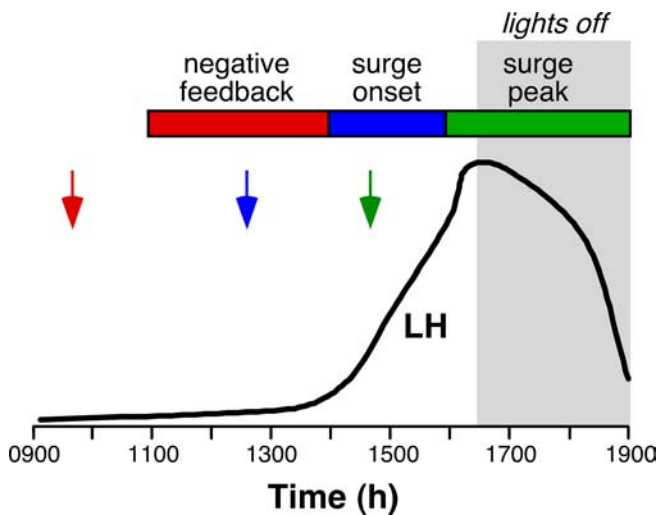 lights off
negative
feedback
surge
onset
surge
peak
LH
0900 1100 1300 1500 1700 1900
Time (h)